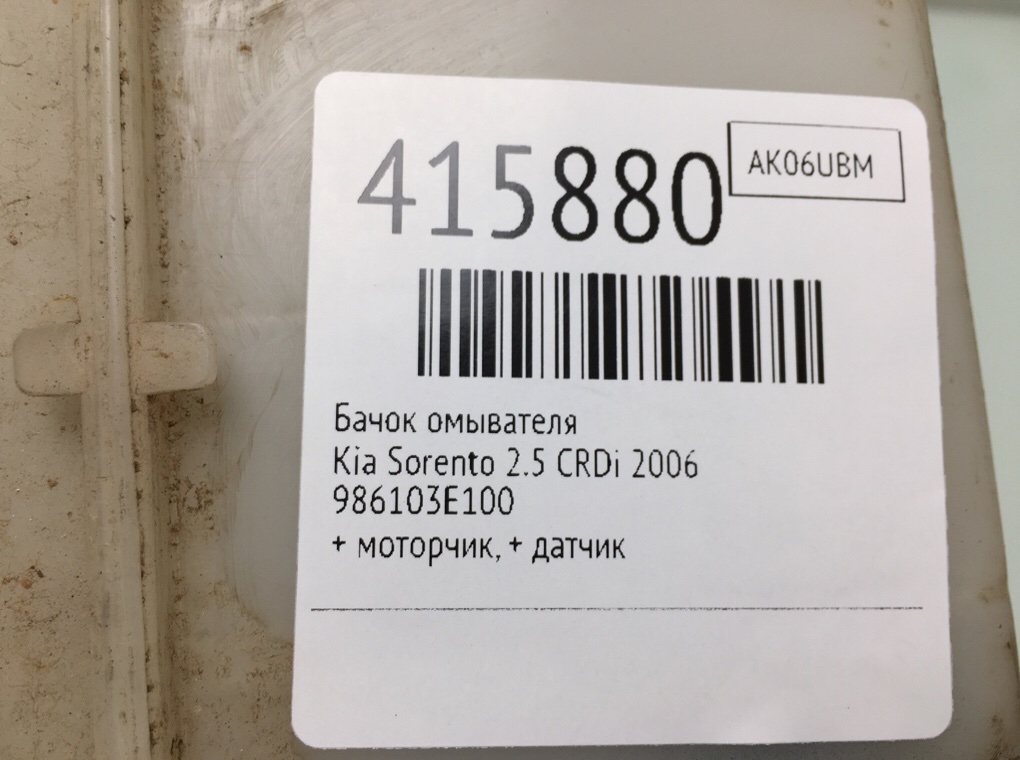 415880
AK06UBM
Бачок омывателя
Kia Sorento 2.5 CRDi 2006
986103E100
+ моторчик, + датчик